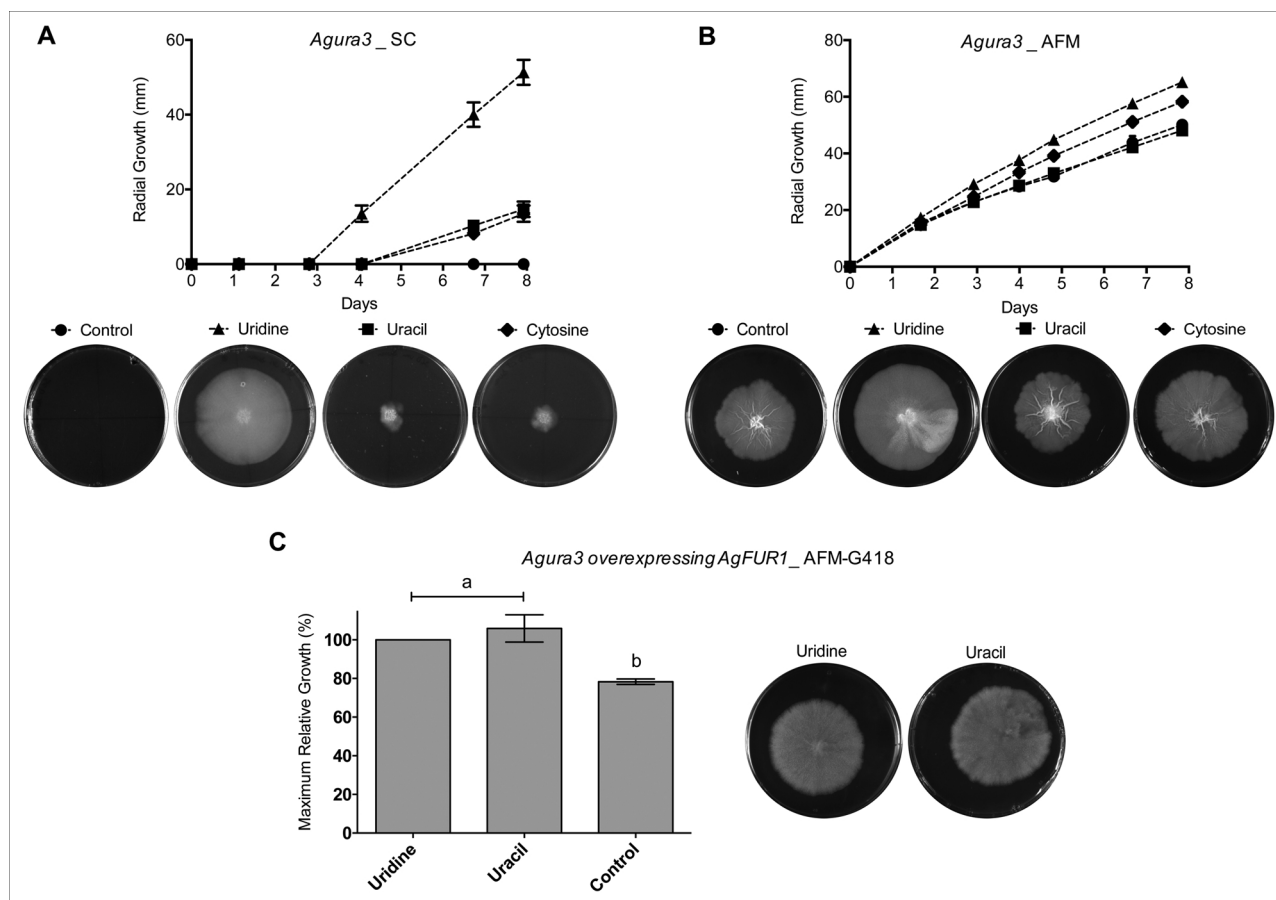 A
Agura3 _ SC
Radial Growth (mm)
60
40
20
0
0 1 2 3 4 5 6 7 8
Days
Control Uridine Uracil Cytosine
B
Agura3 _ AFM
Radial Growth (mm)
80
60
40
20
0
0 1 2 3 4 5 6 7 8
Days
Control Uridine Uracil Cytosine
C
Agura3 overexpressing AgFUR1_ AFM-G418
Maximum Relative Growth (%)
a
b
100
80
60
40
20
0
Uridine Uracil Control
Uridine Uracil